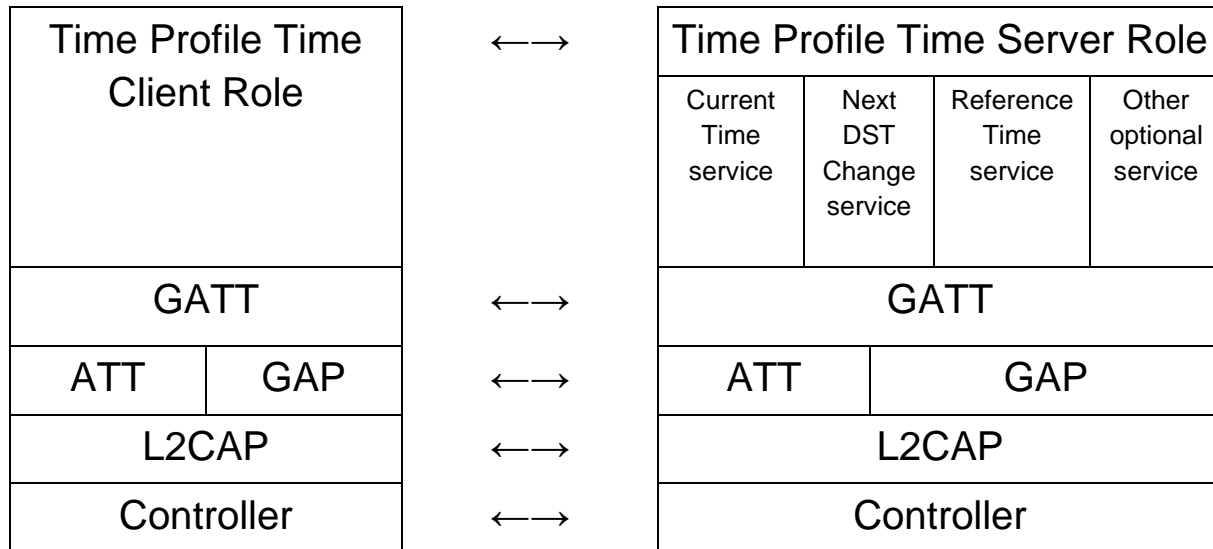 Time Profile Time
Client Role
←→
Time Profile Time Server Role
Current
Time
service
Next
DST
Change
service
Reference
Time
service
Other
optional
service
GATT
←→
GATT
ATT
GAP
←→
ATT
GAP
L2CAP
←→
L2CAP
Controller
←→
Controller